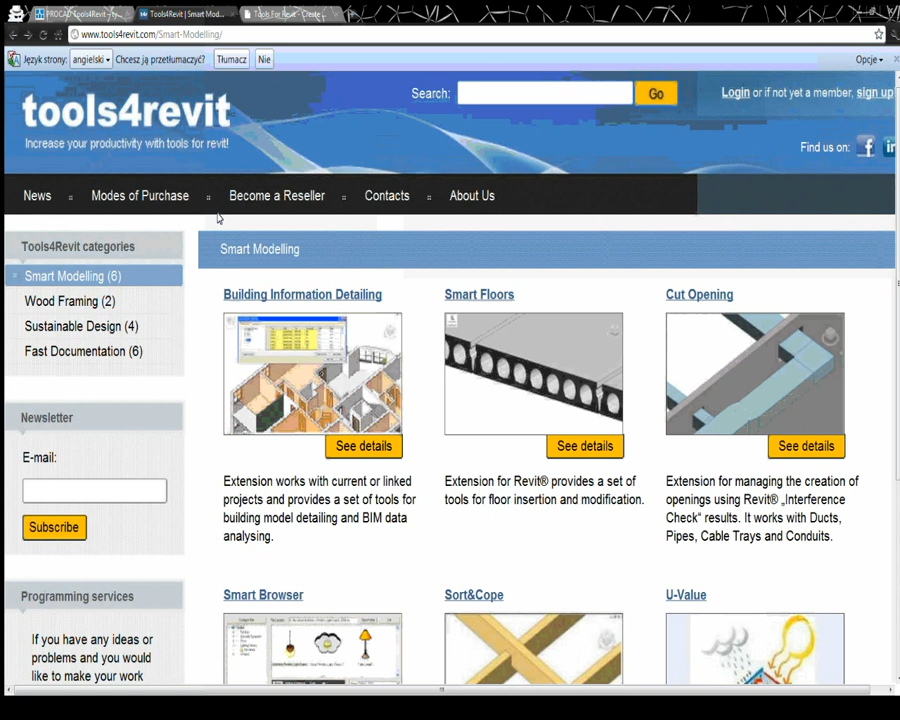 PROCAD Tools4Revit
Tools4Revit | Smart Mod...
Tools For Revit - Create
www.tools4revit.com/Smart-Modelling/
Język strony: angielski Chcesz ją przetłumaczyć? Tłumacz Nie Opcje
tools4revit
Increase your productivity with tools for revit!
Search: Go
Login or if not yet a member, sign up
Find us on:
News Modes of Purchase Become a Reseller Contacts About Us
Tools4Revit categories
Smart Modelling (6)
Wood Framing (2)
Sustainable Design (4)
Fast Documentation (6)
Newsletter
E-mail:
Subscribe
Programming services
If you have any ideas or
problems and you would
like to make your work
Smart Modelling
Building Information Detailing
See details
Extension works with current or linked
projects and provides a set of tools for
building model detailing and BIM data
analysing.
Smart Floors
See details
Extension for Revit® provides a set of
tools for floor insertion and modification.
Cut Opening
See details
Extension for managing the creation of
openings using Revit® „Interference
Check“ results. It works with Ducts,
Pipes, Cable Trays and Conduits.
Smart Browser
Sort&Cope
U-Value